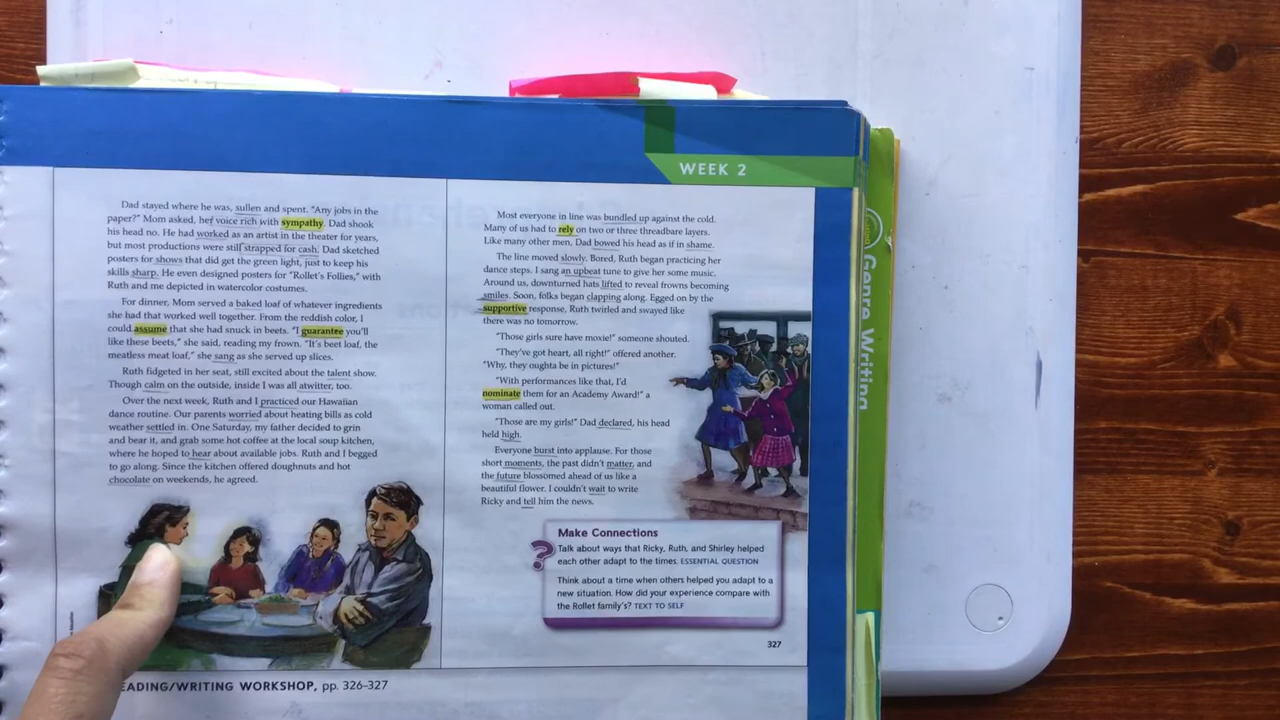 WEEK 2
Dad stayed where he was, sullen and spent. “Any jobs in the
paper?” Mom asked, her voice rich with sympathy. Dad shook
his head no. He had worked as an artist in the theater for years,
but most productions were still strapped for cash. Dad sketched
posters for shows that did get the green light, just to keep his
skills sharp. He even designed posters for “Rollet’s Follies,” with
Ruth and me depicted in watercolor costumes.
For dinner, Mom served a baked loaf of whatever ingredients
she had that worked well together. From the reddish color, I
could assume that she had snuck in beets. “I guarantee you’ll
like these beets,” she said, reading my frown. “It’s beet loaf, the
meatless meat loaf,” she sang as she served up slices.
Ruth fidgeted in her seat, still excited about the talent show.
Though calm on the outside, inside I was all atwitter, too.
Over the next week, Ruth and I practiced our Hawaiian
dance routine. Our parents worried about heating bills as cold
weather settled in. One Saturday, my father decided to grin
and bear it, and grab some hot coffee at the local soup kitchen,
where he hoped to hear about available jobs. Ruth and I begged
to go along. Since the kitchen offered doughnuts and hot
chocolate on weekends, he agreed.
Most everyone in line was bundled up against the cold.
Many of us had to rely on two or three threadbare layers.
Like many other men, Dad bowed his head as if in shame.
The line moved slowly. Bored, Ruth began practicing her
dance steps. I sang an upbeat tune to give her some music.
Around us, downturned hats lifted to reveal frowns becoming
smiles. Soon, folks began clapping along. Egged on by the
supportive response, Ruth twirled and swayed like
there was no tomorrow.
“Those girls sure have moxie!” someone shouted.
“They’ve got heart, all right!” offered another.
“Why, they oughta be in pictures!”
“With performances like that, I’d
nominate them for an Academy Award!” a
woman called out.
“Those are my girls!” Dad declared, his head
held high.
Everyone burst into applause. For those
short moments, the past didn’t matter, and
the future blossomed ahead of us like a
beautiful flower. I couldn’t wait to write
Ricky and tell him the news.
Make Connections
?
Talk about ways that Ricky, Ruth, and Shirley helped
each other adapt to the times. ESSENTIAL QUESTION
Think about a time when others helped you adapt to a
new situation. How did your experience compare with
the Rollet family’s? TEXT TO SELF
327
EADING/WRITING WORKSHOP, pp. 326–327
Genre Writing